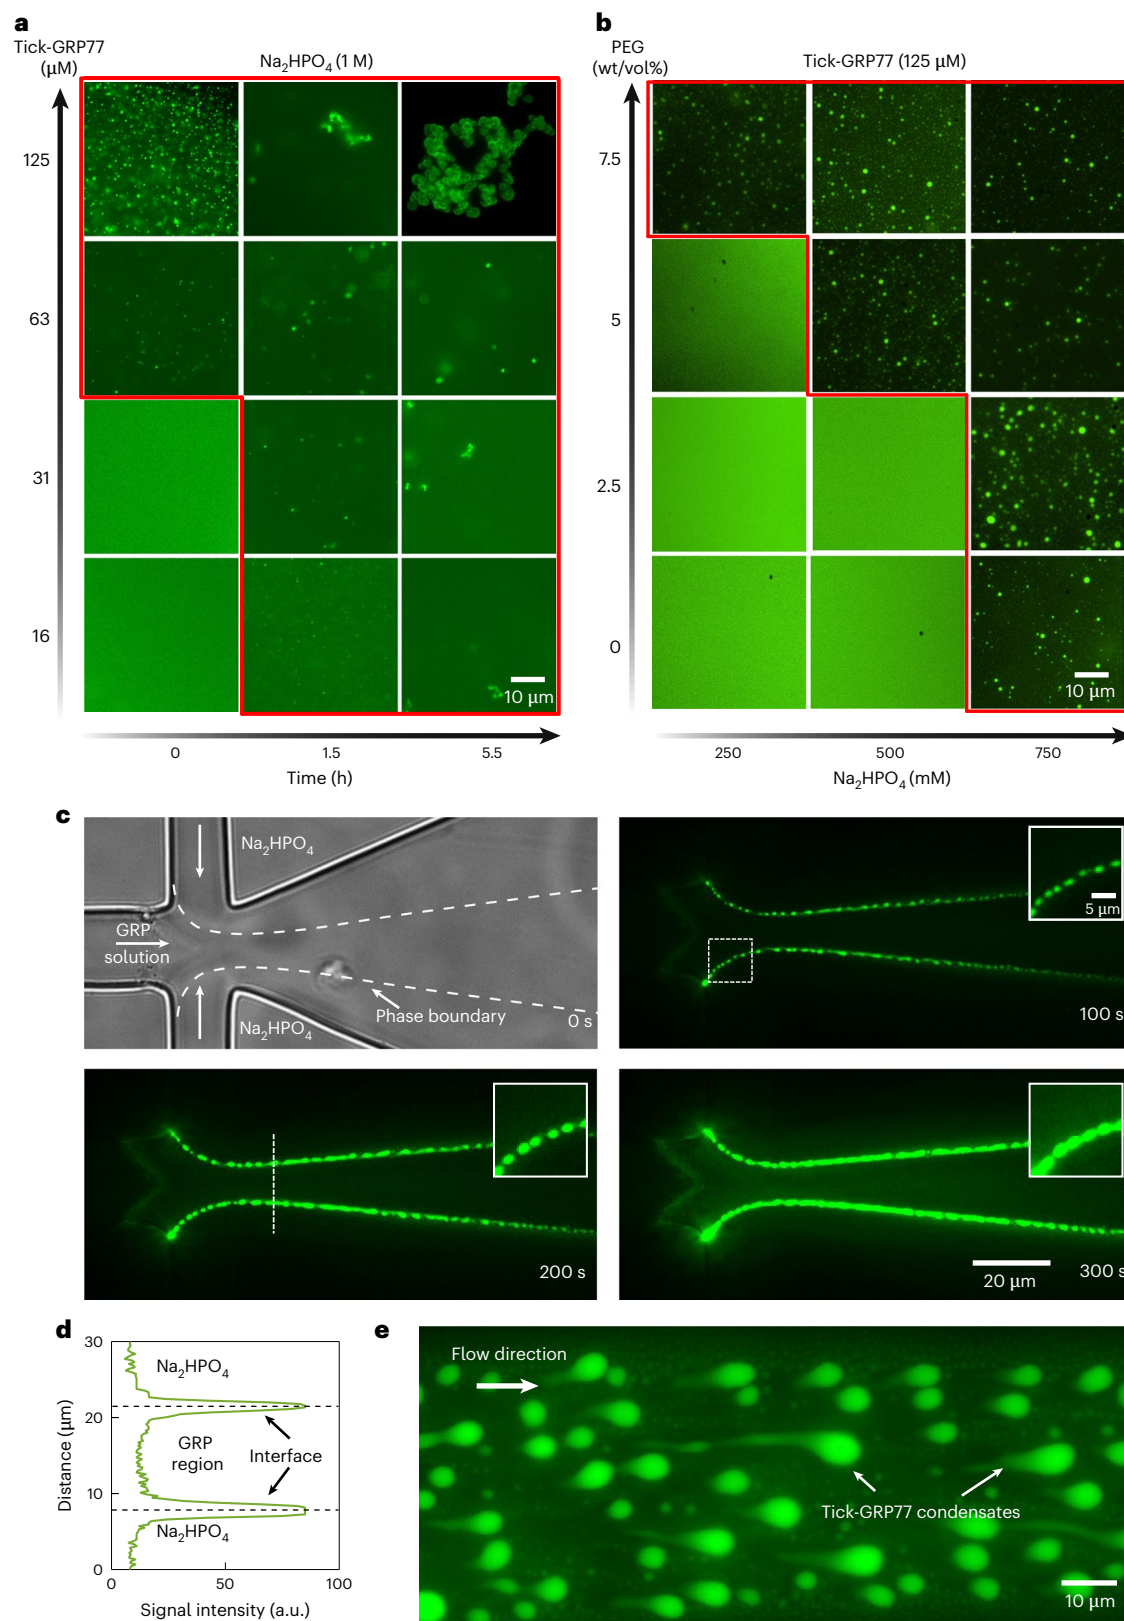 a
Tick-GRP77
(μM)
Na₂HPO₄ (1 M)
125
63
31
16
10 μm
0
1.5
5.5
Time (h)
b
PEG
(wt/vol%)
Tick-GRP77 (125 μM)
7.5
5
2.5
0
10 μm
250
500
750
Na₂HPO₄ (mM)
c
Na₂HPO₄
GRP
solution
Phase boundary
Na₂HPO₄
0 s
5 μm
100 s
200 s
20 μm
300 s
d
30
20
10
0
Distance (μm)
Na₂HPO₄
GRP
region
Interface
Na₂HPO₄
0
50
100
Signal intensity (a.u.)
e
Flow direction
Tick-GRP77 condensates
10 μm